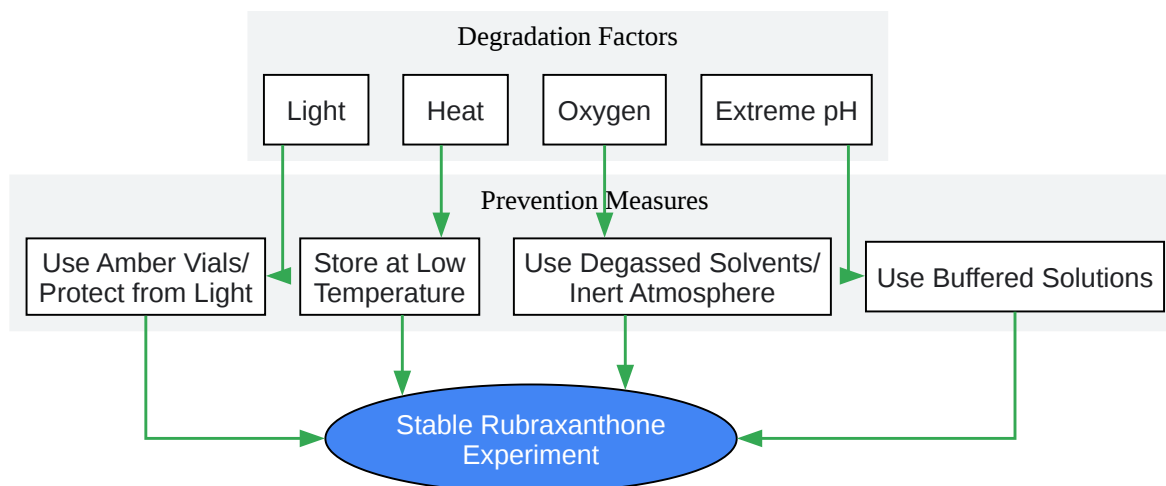 Degradation Factors
Light
Heat
Oxygen
Extreme pH
Prevention Measures
Use Amber Vials/
Protect from Light
Store at Low
Temperature
Use Degassed Solvents/
Inert Atmosphere
Use Buffered Solutions
Stable Rubraxanthone
Experiment